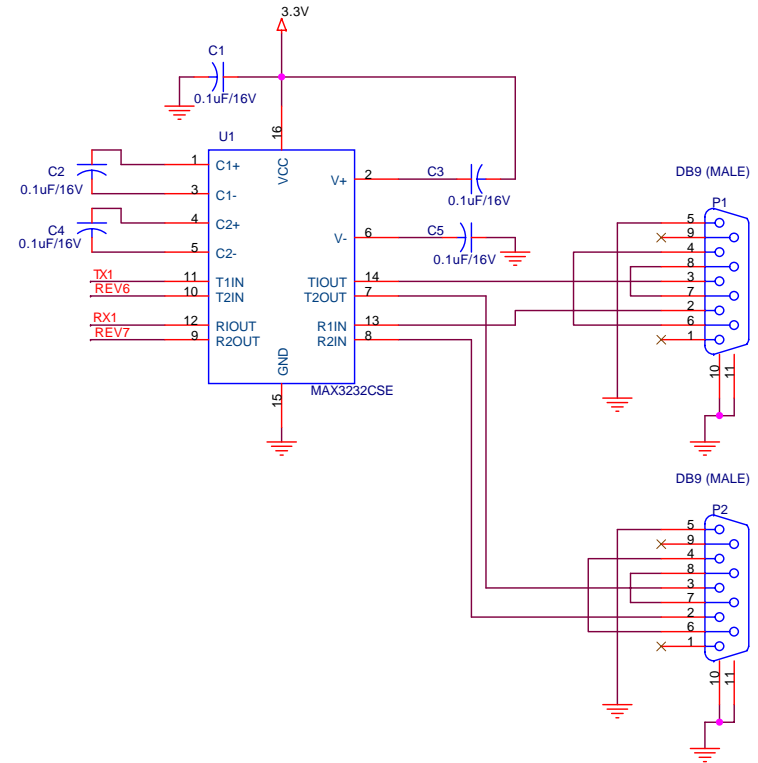 3.3V
C1
0.1uF/16V
16
U1
VCC
1
C1+
C2
0.1uF/16V
3
C1-
4
C2+
C4
0.1uF/16V
5
C2-
V+
2
C3
0.1uF/16V
V-
6
C5
0.1uF/16V
TX1
11
T1IN
TIOUT
14
REV6
10
T2IN
T2OUT
7
RX1
12
RIOUT
R1IN
13
REV7
9
R2OUT
R2IN
8
GND
MAX3232CSE
15
DB9 (MALE)
P1
5
9
4
8
3
7
2
6
1
10
11
DB9 (MALE)
P2
5
9
4
8
3
7
2
6
1
10
11